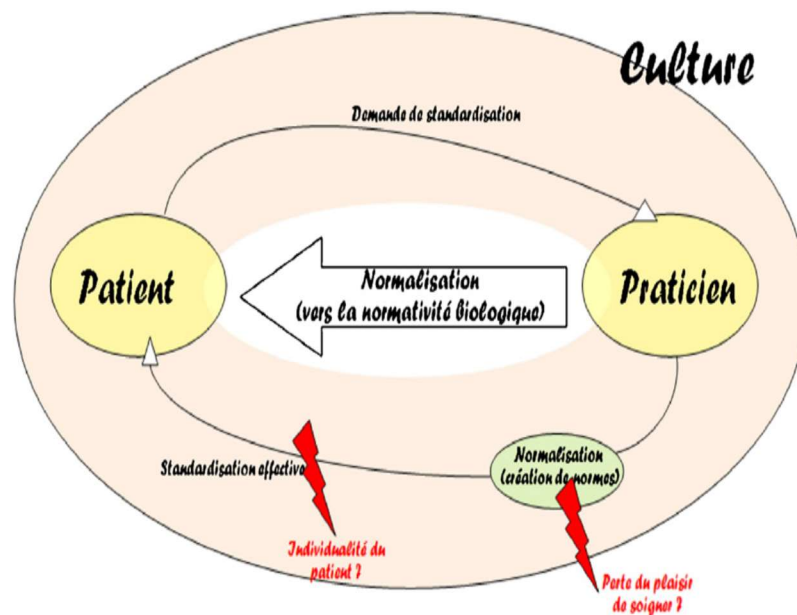 Culture
Demande de standardisation
Patient
Normalisation
(vers la normativité biologique)
Praticien
Standardisation effective
Normalisation
(création de normes)
Individualité du
patient ?
Perte du plaisir
de soigner ?